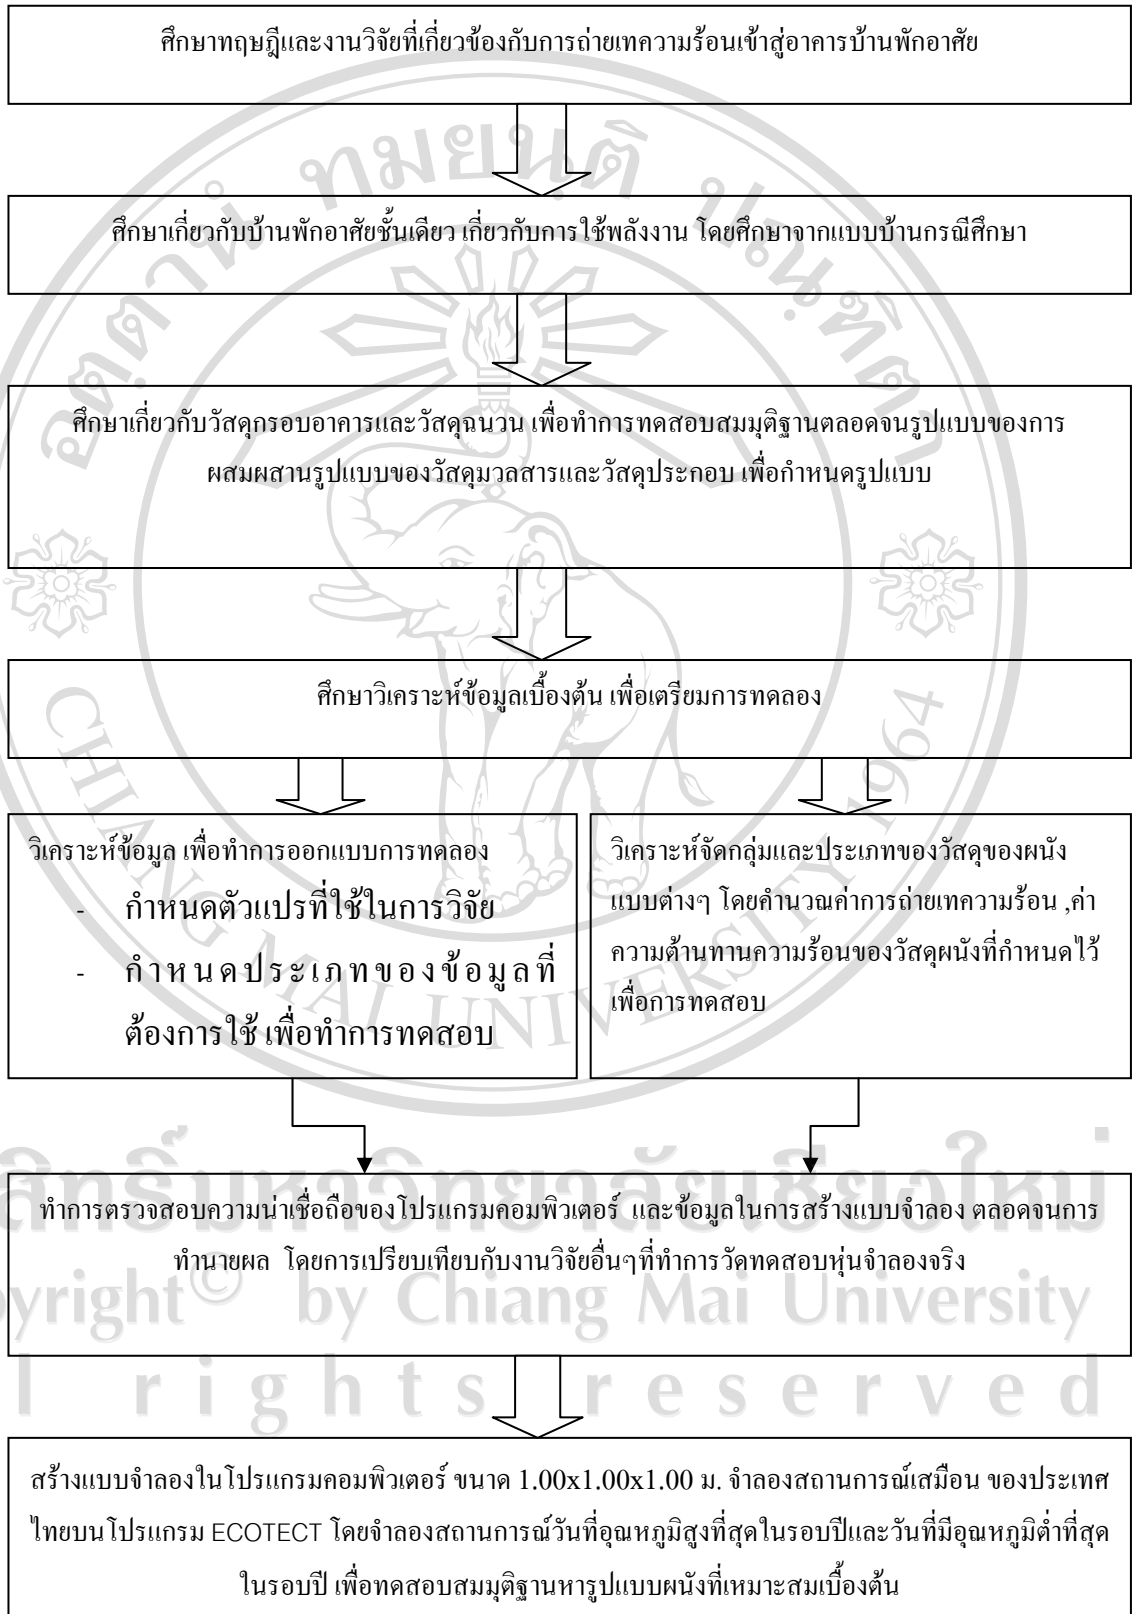 ศึกษาทฤษฎีและงานวิจัยที่เกี่ยวข้องกับการถ่ายเทความร้อนเข้าสู่อาคารบ้านพักอาศัย
ศึกษาเกี่ยวกับบ้านพักอาศัยชั้นเดียว เกี่ยวกับการใช้พลังงาน โดยศึกษาจากแบบบ้านกรณีศึกษา
ศึกษาเกี่ยวกับวัสดุกรอบอาคารและวัสดุฉนวน เพื่อทำการทดสอบสมมุติฐานตลอดจนรูปแบบของการ
ผสมผสานรูปแบบของวัสดุมวลสารและวัสดุประกอบ เพื่อกำหนดรูปแบบ
ศึกษาวิเคราะห์ข้อมูลเบื้องต้น เพื่อเตรียมการทดลอง
วิเคราะห์ข้อมูล เพื่อทำการออกแบบการทดลอง
- กำหนดตัวแปรที่ใช้ในการวิจัย
- กำหนดประเภทของข้อมูลที่
ต้องการใช้ เพื่อทำการทดสอบ
วิเคราะห์จัดกลุ่มและประเภทของวัสดุของผนัง
แบบต่างๆ โดยคำนวณค่าการถ่ายเทความร้อน ,ค่า
ความต้านทานความร้อนของวัสดุผนังที่กำหนดไว้
เพื่อการทดสอบ
ทำการตรวจสอบความน่าเชื่อถือของโปรแกรมคอมพิวเตอร์ และข้อมูลในการสร้างแบบจำลอง ตลอดจนการ
ทำนายผล โดยการเปรียบเทียบกับงานวิจัยอื่นๆที่ทำการวัดทดสอบหุ่นจำลองจริง
สร้างแบบจำลองในโปรแกรมคอมพิวเตอร์ ขนาด 1.00x1.00x1.00 ม. จำลองสถานการณ์เสมือน ของประเทศ
ไทยบนโปรแกรม ECOTECT โดยจำลองสถานการณ์วันที่อุณหภูมิสูงที่สุดในรอบปีและวันที่มีอุณหภูมิต่ำที่สุด
ในรอบปี เพื่อทดสอบสมมุติฐานหารูปแบบผนังที่เหมาะสมเบื้องต้น
CHIANG MAI UNIVERSITY 1964
สิทธิ์มหาวิทยาลัยเชียงใหม่
pyright© by Chiang Mai University
l rights reserved